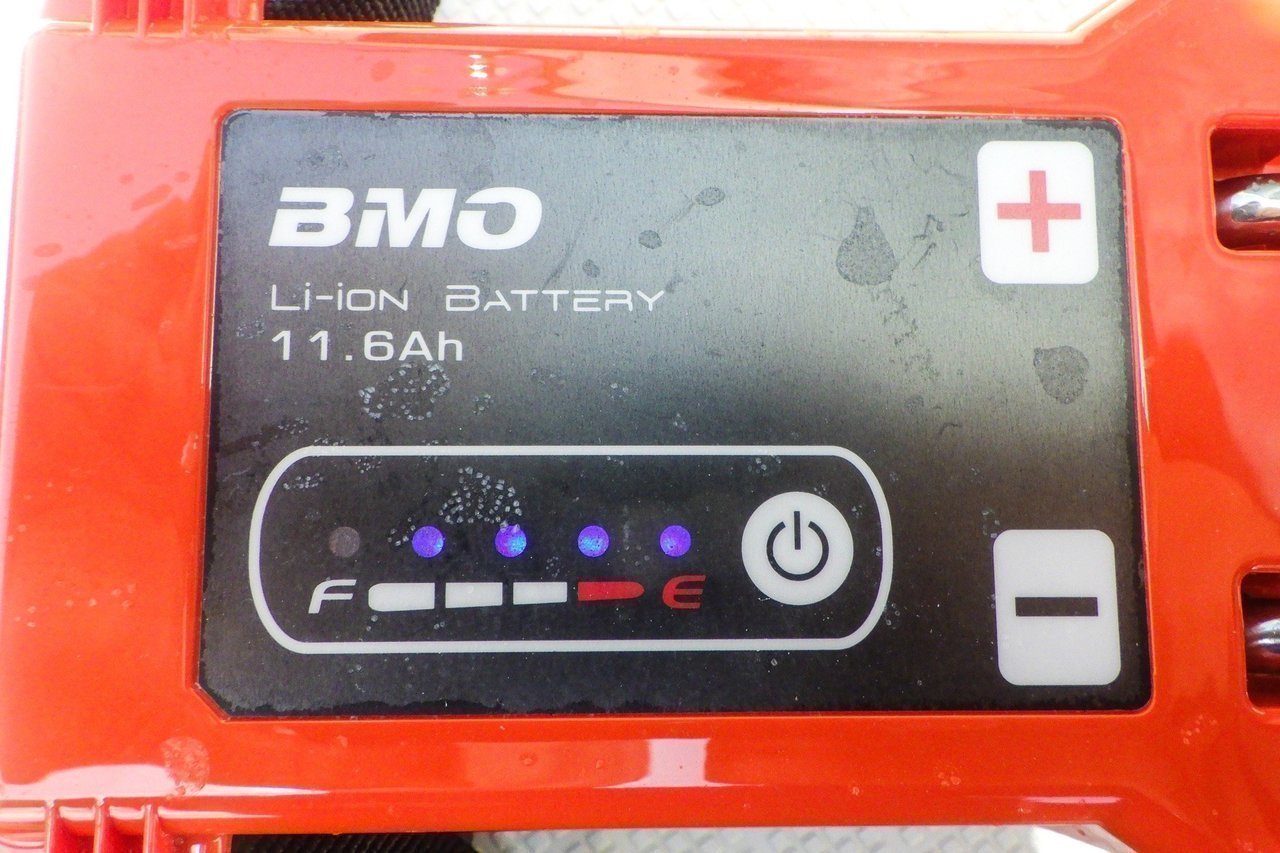 BMO
Li-ion Battery
11.6Ah
F E
+
-